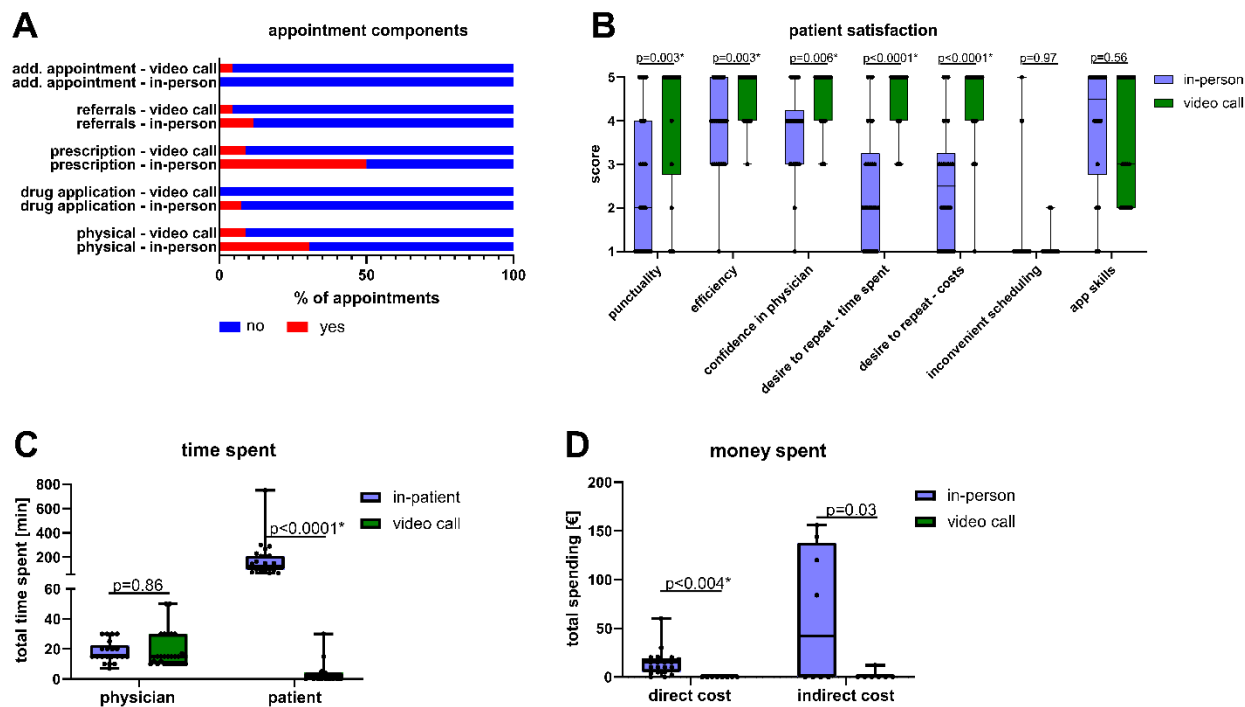 A
appointment components
add. appointment - video call
add. appointment - in-person
referrals - video call
referrals - in-person
prescription - video call
prescription - in-person
drug application - video call
drug application - in-person
physical - video call
physical - in-person
0
50
100
% of appointments
no
yes
B
patient satisfaction
p=0.003*
p=0.003*
p=0.006*
p<0.0001*
p<0.0001*
p=0.97
p=0.56
5
4
3
2
1
score
in-person
video call
punctuality
efficiency
confidence in physician
desire to repeat - time spent
desire to repeat - costs
inconvenient scheduling
app skills
C
time spent
total time spent [min]
800
600
400
200
60
40
20
0
p=0.86
p<0.0001*
in-patient
video call
physician
patient
D
money spent
total spending [€]
200
150
100
50
0
p<0.004*
p=0.03
in-person
video call
direct cost
indirect cost